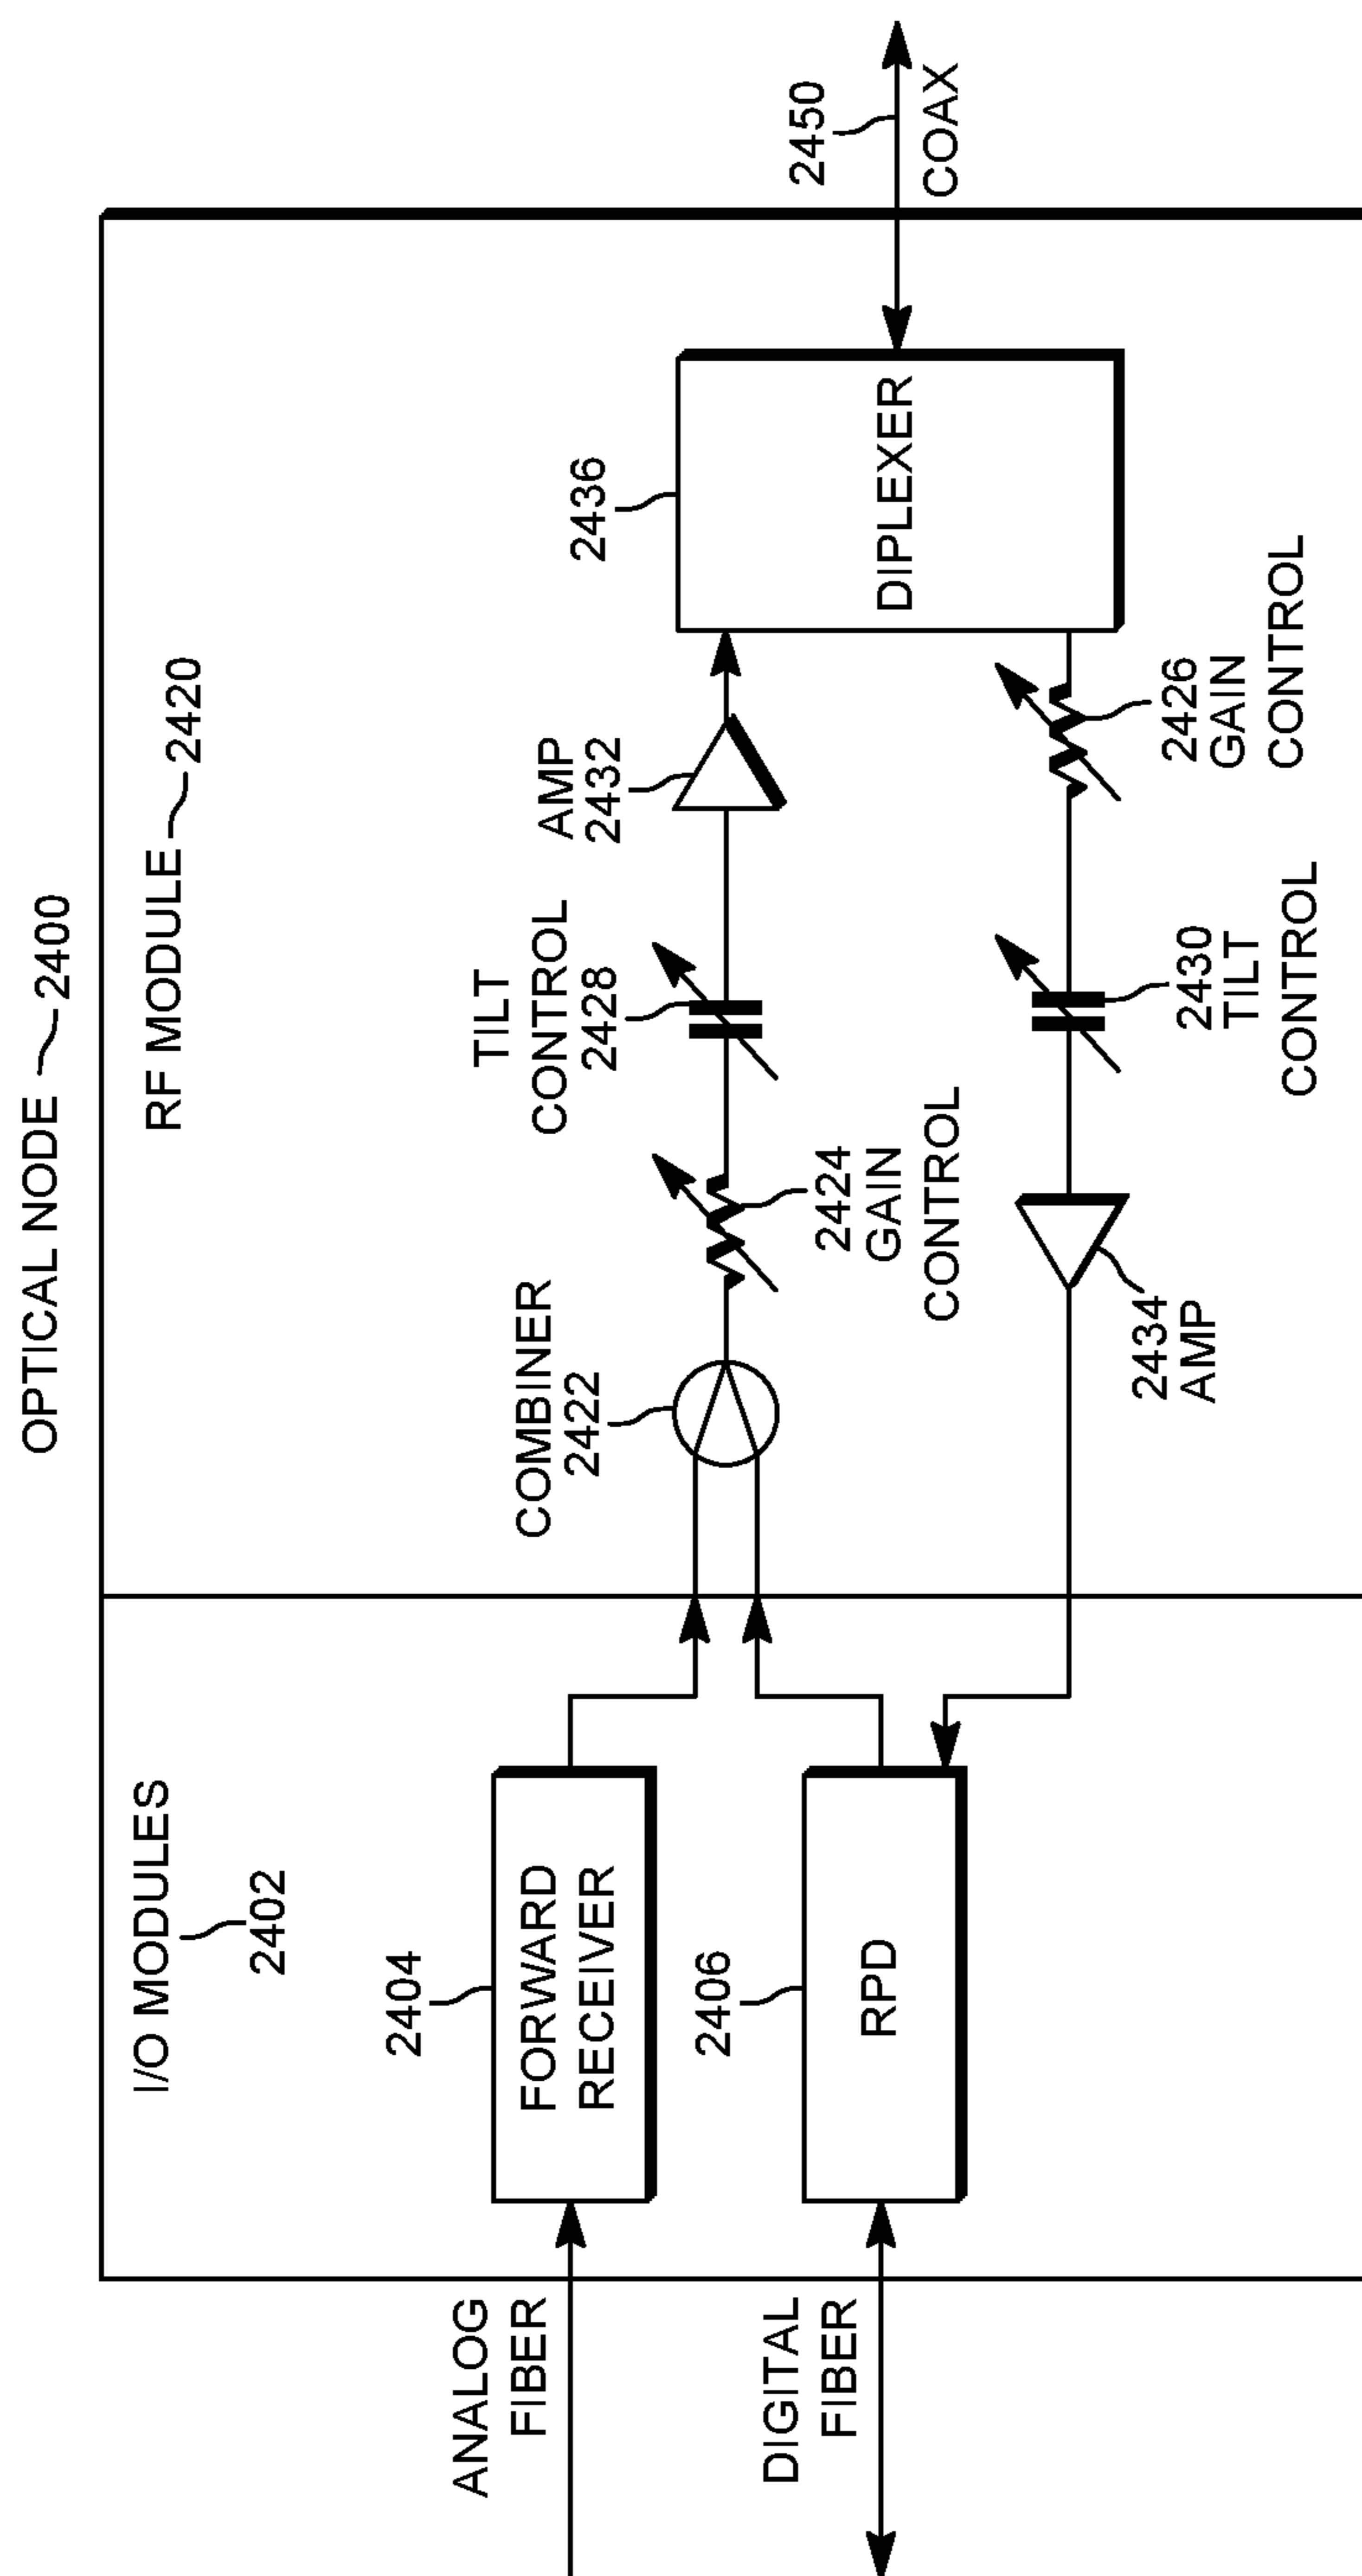 OPTICAL NODE 2400
I/O MODULES
2402
RF MODULE 2420
ANALOG
FIBER
2404
FORWARD
RECEIVER
DIGITAL
FIBER
2406
RPD
COMBINER
2422
2424
GAIN
CONTROL
TILT
CONTROL
2428
AMP
2432
2436
DIPLEXER
2450
COAX
2434
AMP
2430
TILT
CONTROL
2426
GAIN
CONTROL